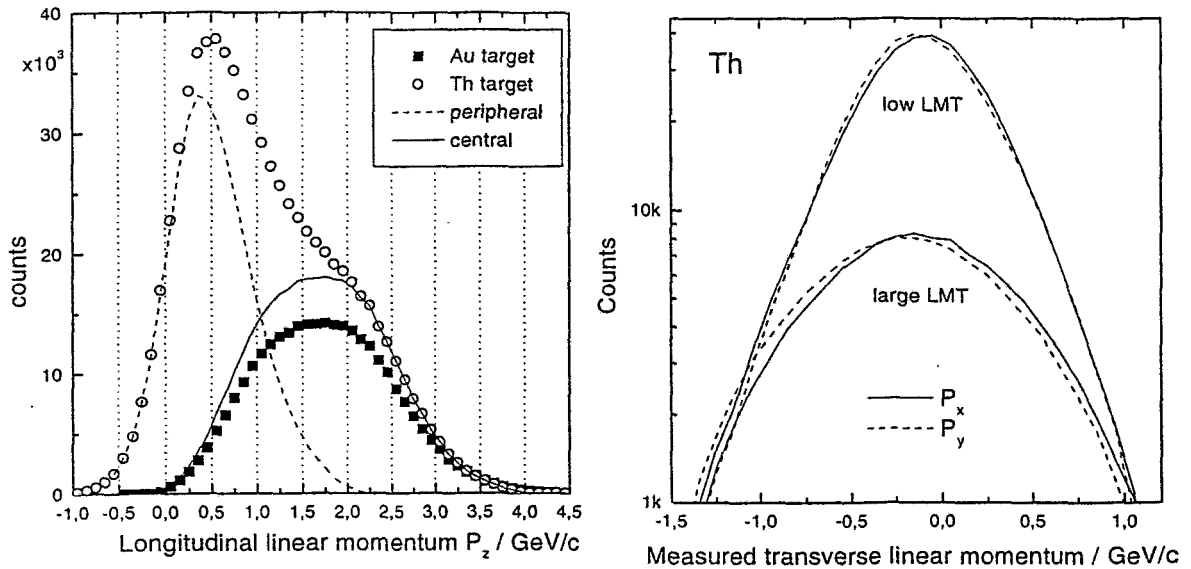 40
x10³
30
20
10
0
counts
Au target
Th target
peripheral
central
-1,0 -0,5 0,0 0,5 1,0 1,5 2,0 2,5 3,0 3,5 4,0 4,5
Longitudinal linear momentum P_z / GeV/c
Th
low LMT
large LMT
P_x
P_y
10k
1k
Counts
-1,5 -1,0 -0,5 0,0 0,5 1,0
Measured transverse linear momentum / GeV/c